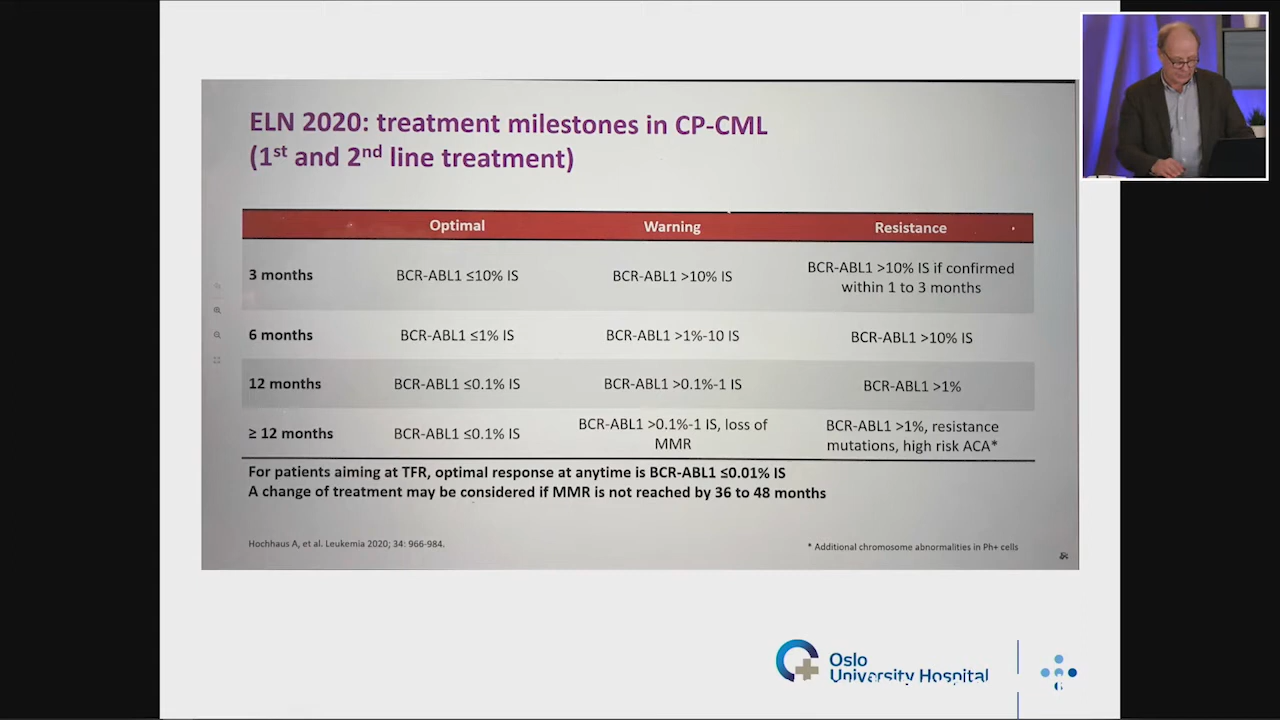 ELN 2020: treatment milestones in CP-CML
(1st and 2nd line treatment)
Optimal Warning Resistance
3 months BCR-ABL1 ≤10% IS BCR-ABL1 >10% IS BCR-ABL1 >10% IS if confirmed
within 1 to 3 months
6 months BCR-ABL1 ≤1% IS BCR-ABL1 >1%-10 IS BCR-ABL1 >10% IS
12 months BCR-ABL1 ≤0.1% IS BCR-ABL1 >0.1%-1 IS BCR-ABL1 >1%
≥ 12 months BCR-ABL1 ≤0.1% IS BCR-ABL1 >0.1%-1 IS, loss of
MMR
BCR-ABL1 >1%, resistance
mutations, high risk ACA*
For patients aiming at TFR, optimal response at anytime is BCR-ABL1 ≤0.01% IS
A change of treatment may be considered if MMR is not reached by 36 to 48 months
Hochhaus A, et al. Leukemia 2020; 34: 966-984.
* Additional chromosome abnormalities in Ph+ cells
Oslo
University Hospital